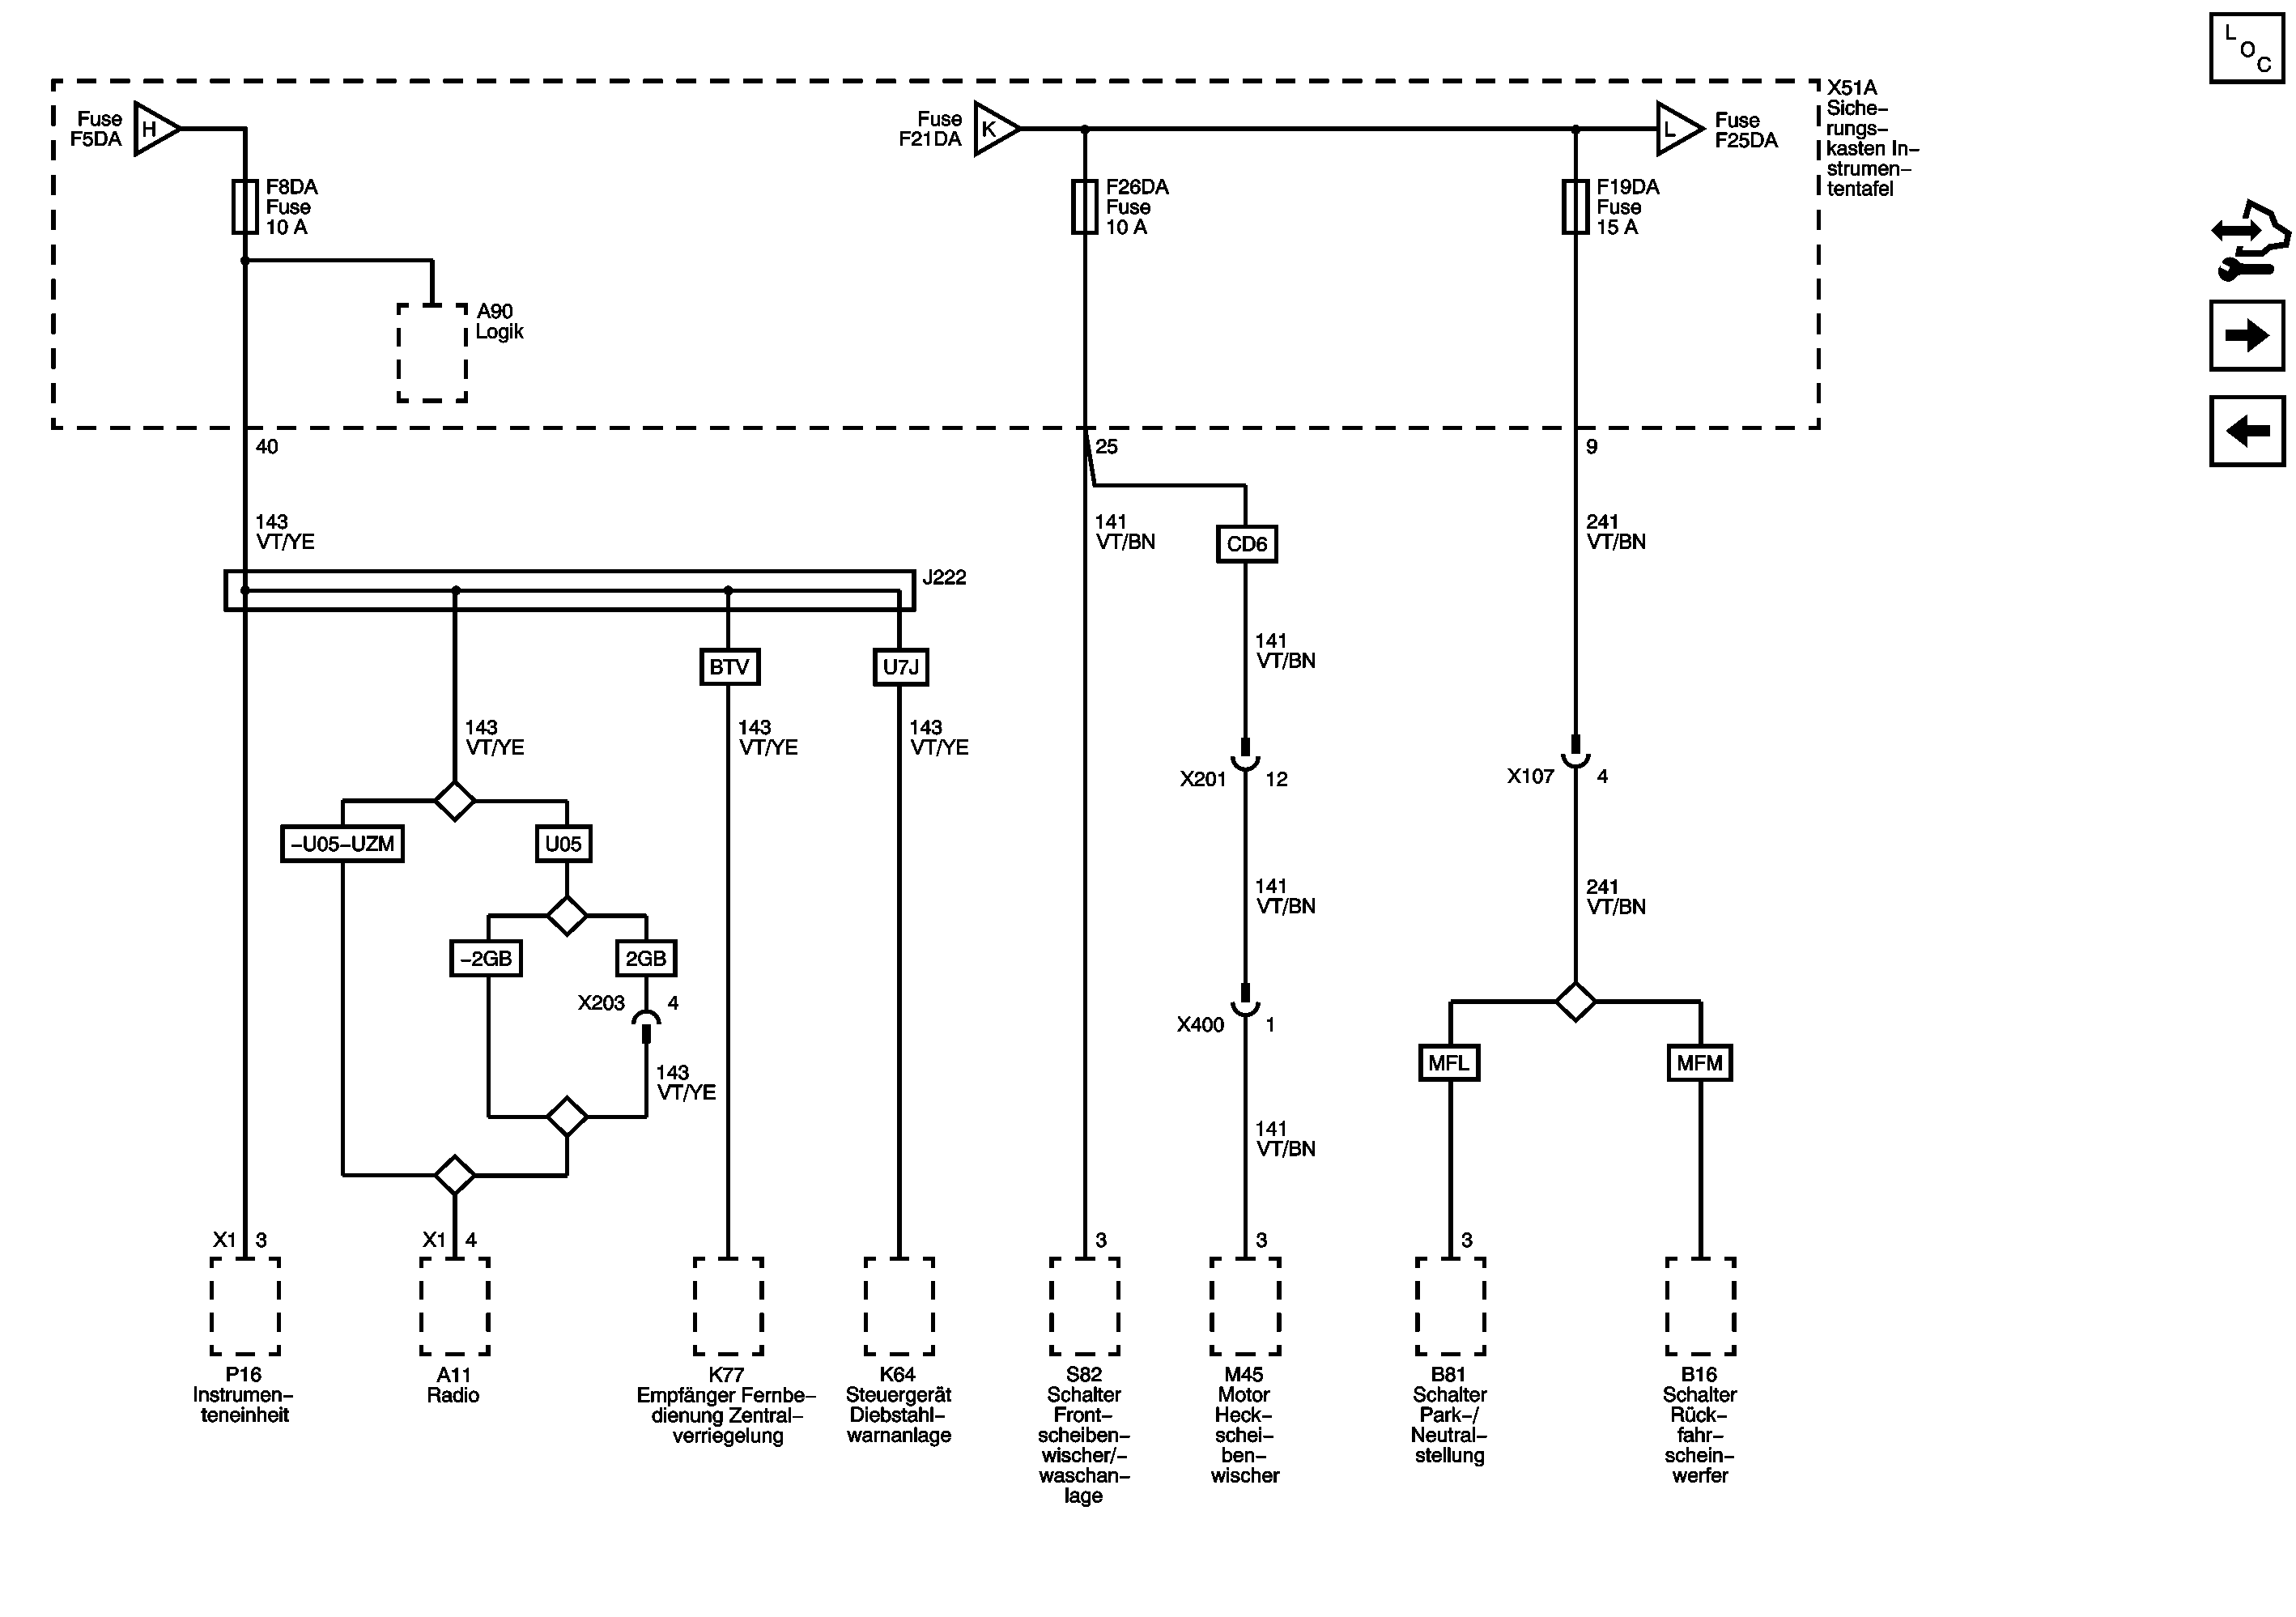 L
O
C
X51A
Siche–
rungs–
kasten In–
strumen–
tentafel
Fuse
F5DA
H
Fuse
F21DA
K
L
Fuse
F25DA
F8DA
Fuse
10 A
F26DA
Fuse
10 A
F19DA
Fuse
15 A
A90
Logik
40
25
9
143
VT/YE
141
VT/BN
CD6
241
VT/BN
J222
BTV
U7J
141
VT/BN
143
VT/YE
143
VT/YE
143
VT/YE
X201
12
X107
4
–U05–UZM
U05
141
VT/BN
241
VT/BN
–2GB
2GB
X203
4
X400
1
MFL
MFM
143
VT/YE
141
VT/BN
X1
3
X1
4
3
3
3
P16
Instrumen–
teneinheit
A11
Radio
K77
Empfänger Fernbe–
dienung Zentral–
verriegelung
K64
Steuergerät
Diebstahl–
warnanlage
S82
Schalter
Front–
scheiben–
wischer/–
waschan–
lage
M45
Motor
Heck–
schei–
ben–
wischer
B81
Schalter
Park–/
Neutral–
stellung
B16
Schalter
Rück–
fahr–
schein–
werfer